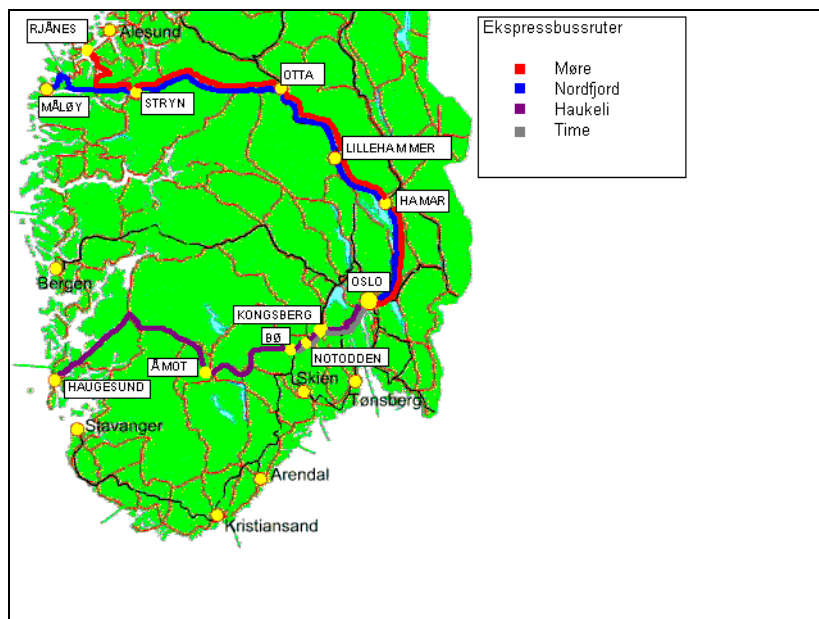 Ekspressbussruter
Møre
Nordfjord
Haukeli
Time
RJÅNES
Ålesund
MÅLØY
STRYN
OTTA
LILLEHAMMER
HAMAR
Bergen
OSLO
KONGSBERG
BØ
NOTODDEN
ÅMOT
HAUGESUND
Skien
Tønsberg
Stavanger
Arendal
Kristiansand